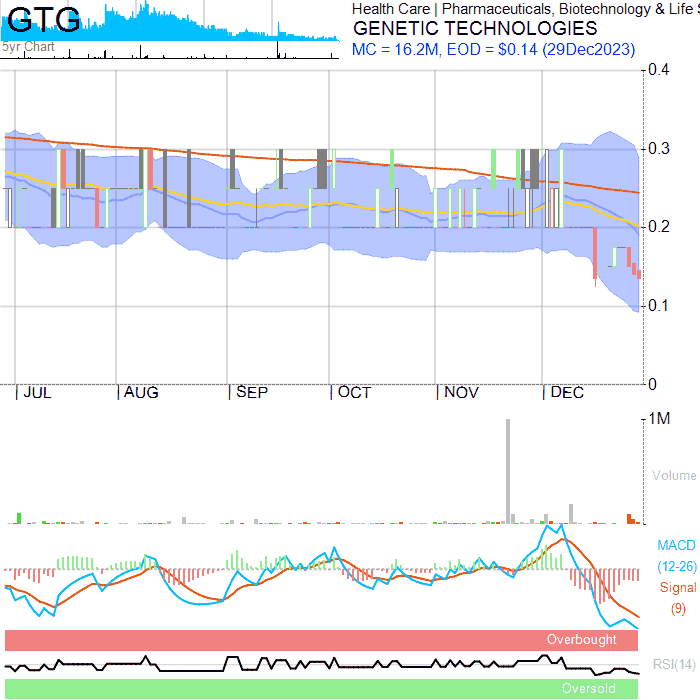 GTG
5yr Chart
Health Care | Pharmaceuticals, Biotechnology & Life
GENETIC TECHNOLOGIES
MC = 16.2M, EOD = $0.14 (29Dec2023)
0.4
0.3
0.2
0.1
0
| JUL | AUG | SEP | OCT | NOV | DEC
1M
Volume
MACD
(12-26)
Signal
(9)
Overbought
RSI(14)
Oversold